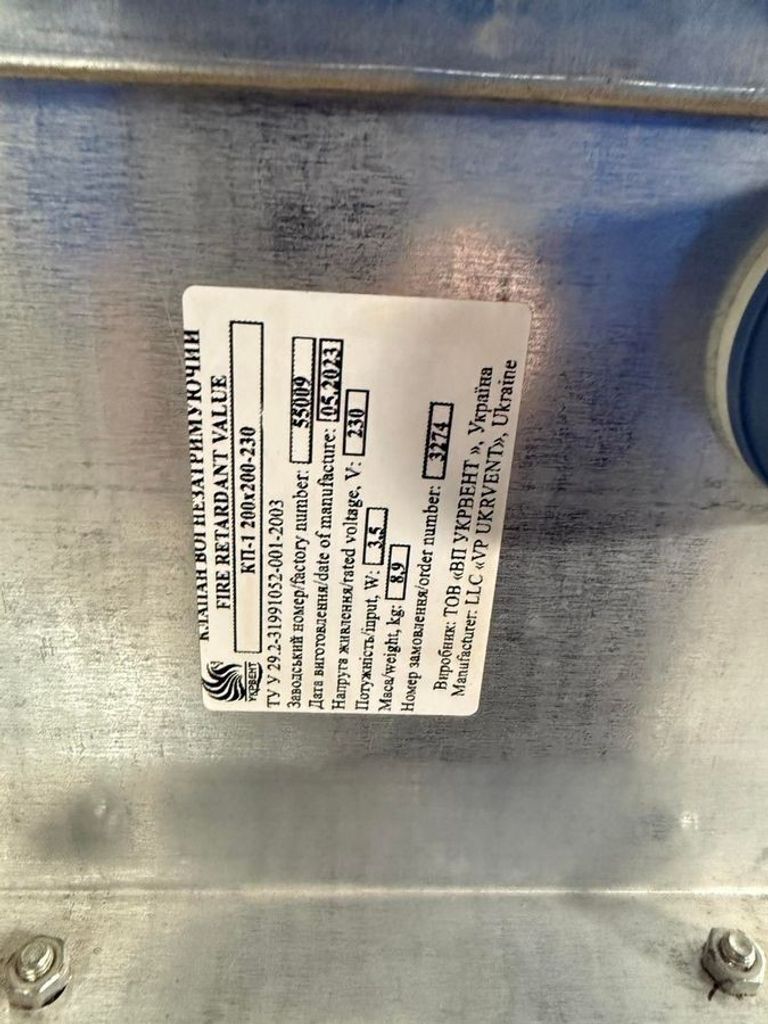 КЛАПАН ВОГНЕЗАТРИМУЮЧИЙ
FIRE RETARDANT VALUE
КП-1 200х200-230
УКРВЕНТ
ТУ У 29.2-31991052-001-2003
Заводський номер/factory number: 55009
Дата виготовлення/date of manufacture: 05.2023
Напруга живлення/rated voltage, V: 230
Потужність/input, W: 3.5
Маса/weight, kg: 8,9
Номер замовлення/order number: 3274
Виробник: ТОВ «ВП УКРВЕНТ », Україна
Manufacturer: LLC «VP UKRVENT», Ukraine